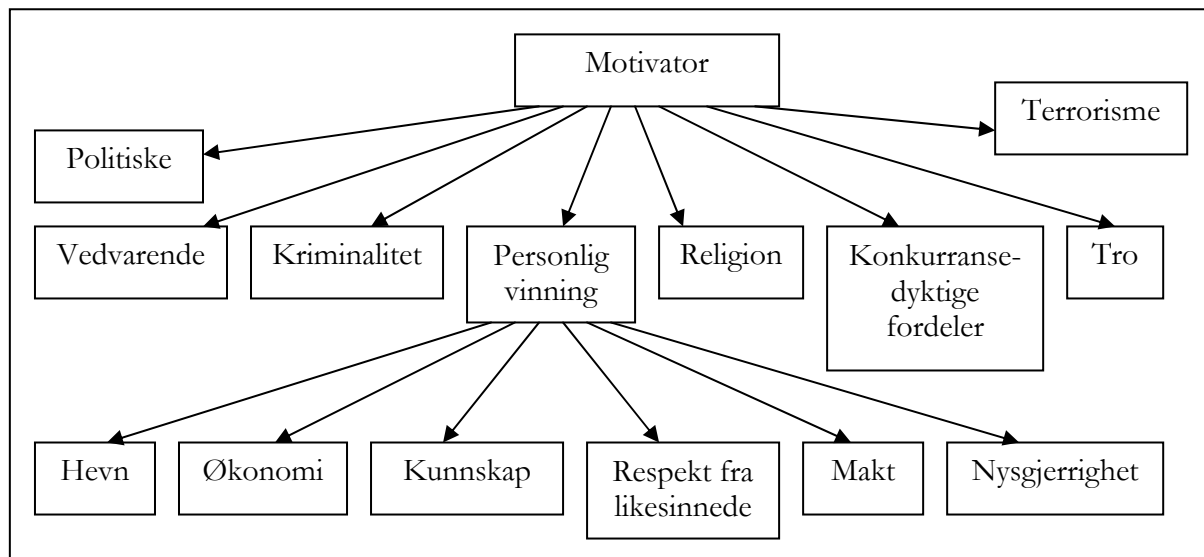 Motivator
Terrorisme
Politiske
Vedvarende
Kriminalitet
Personlig
vinning
Religion
Konkurranse-
dyktige
fordeler
Tro
Hevn
Økonomi
Kunnskap
Respekt fra
likesinnede
Makt
Nysgjerrighet